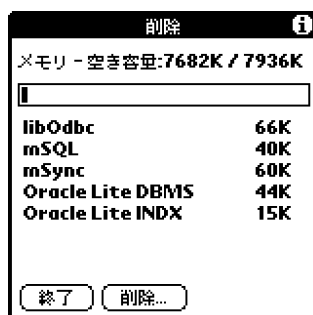 削除
メモリ - 空き容量:7682K / 7936K
libOdbc 66K
mSQL 40K
mSync 60K
Oracle Lite DBMS 44K
Oracle Lite INDX 15K
終了 削除...